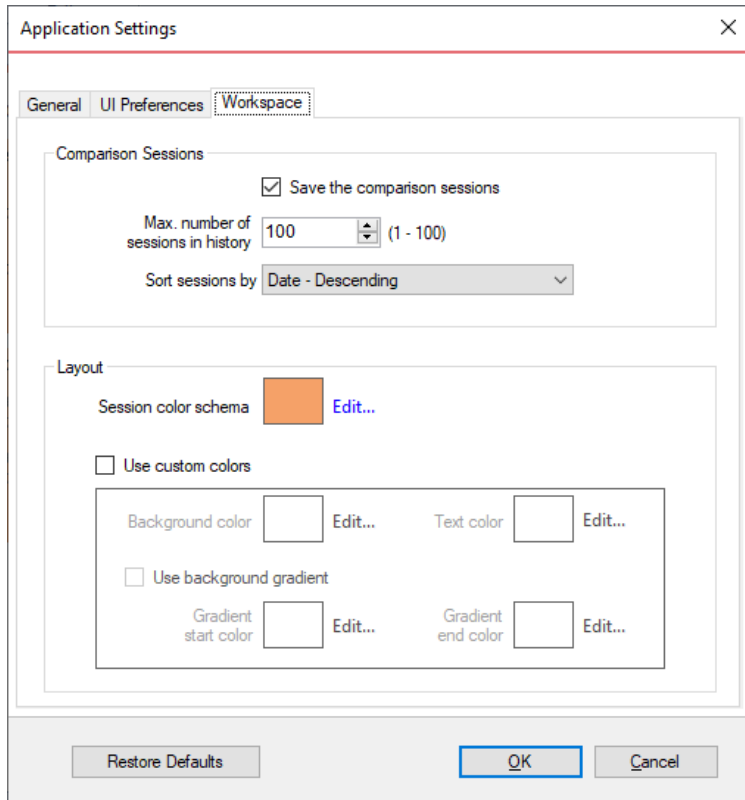 Application Settings
General UI Preferences Workspace
Comparison Sessions
Save the comparison sessions
Max. number of
sessions in history
100 (1 - 100)
Sort sessions by Date - Descending
Layout
Session color schema Edit...
Use custom colors
Background color Edit... Text color Edit...
Use background gradient
Gradient
start color Edit...
Gradient
end color Edit...
Restore Defaults OK Cancel